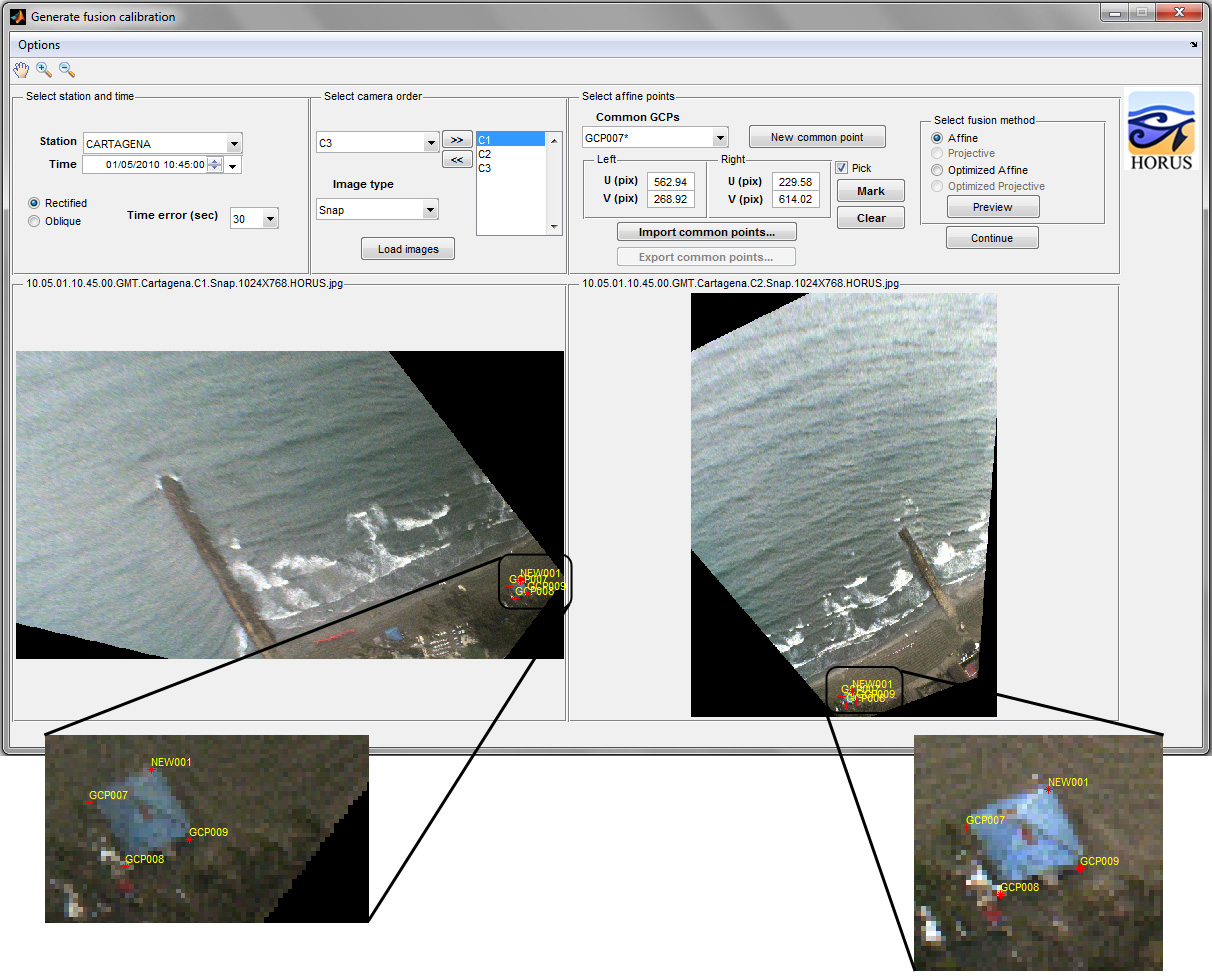 Generate fusion calibration
Options
Select station and time
Station
CARTAGENA
Time
01/05/2010 10:45:00
Rectified
Oblique
Time error (sec)
30
Select camera order
C3
>>
<<
C1
C2
C3
Image type
Snap
Load images
Select affine points
Common GCPs
GCP007*
New common point
Left
U (pix)
562.94
V (pix)
268.92
Right
U (pix)
229.58
V (pix)
614.02
Pick
Mark
Clear
Import common points...
Export common points...
Select fusion method
Affine
Projective
Optimized Affine
Optimized Projective
Preview
Continue
HORUS
10.05.01.10.45.00.GMT.Cartagena.C1.Snap.1024X768.HORUS.jpg
NEW001
GCP007
GCP009
GCP008
10.05.01.10.45.00.GMT.Cartagena.C2.Snap.1024X768.HORUS.jpg
NEW001
GCP007
GCP009
GCP008
NEW001
GCP007
GCP009
GCP008
NEW001
GCP007
GCP009
GCP008